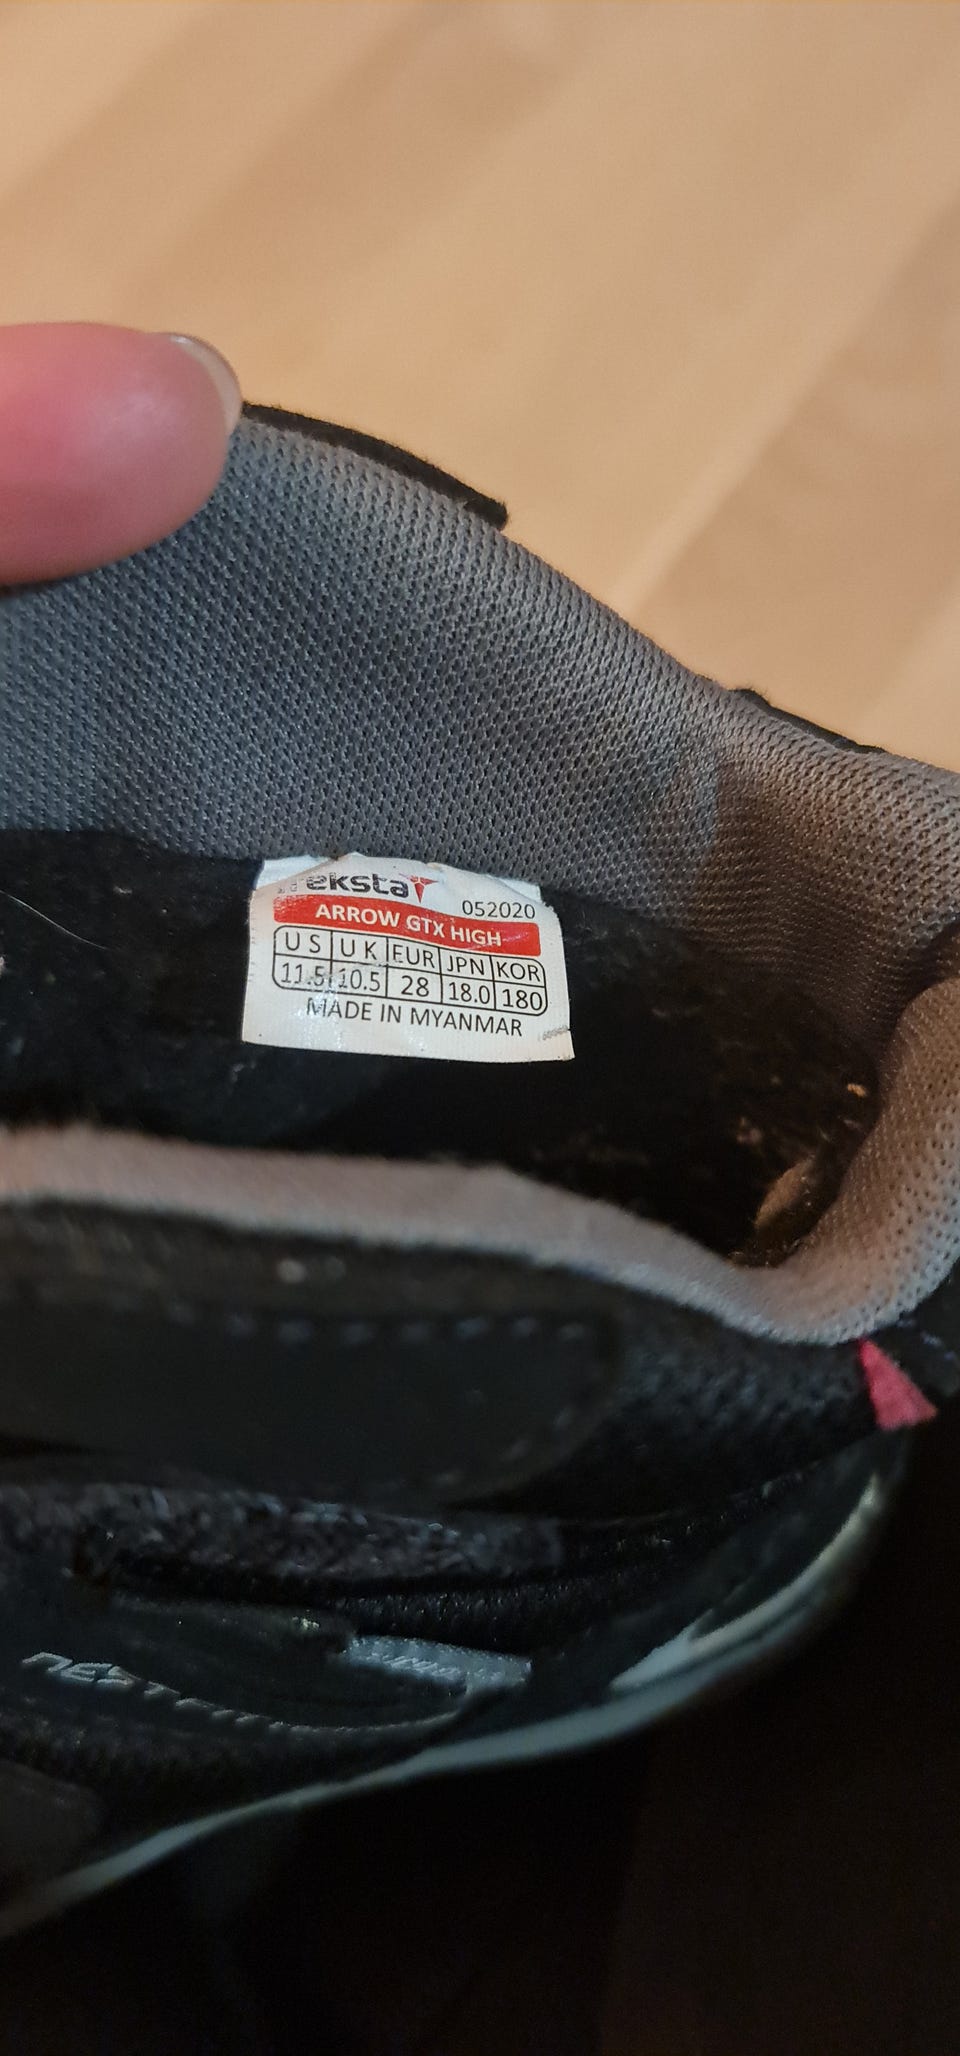 eksta
052020
ARROW GTX HIGH
US UK EUR JPN KOR
11.5 10.5 28 18.0 180
MADE IN MYANMAR
NESTFIT